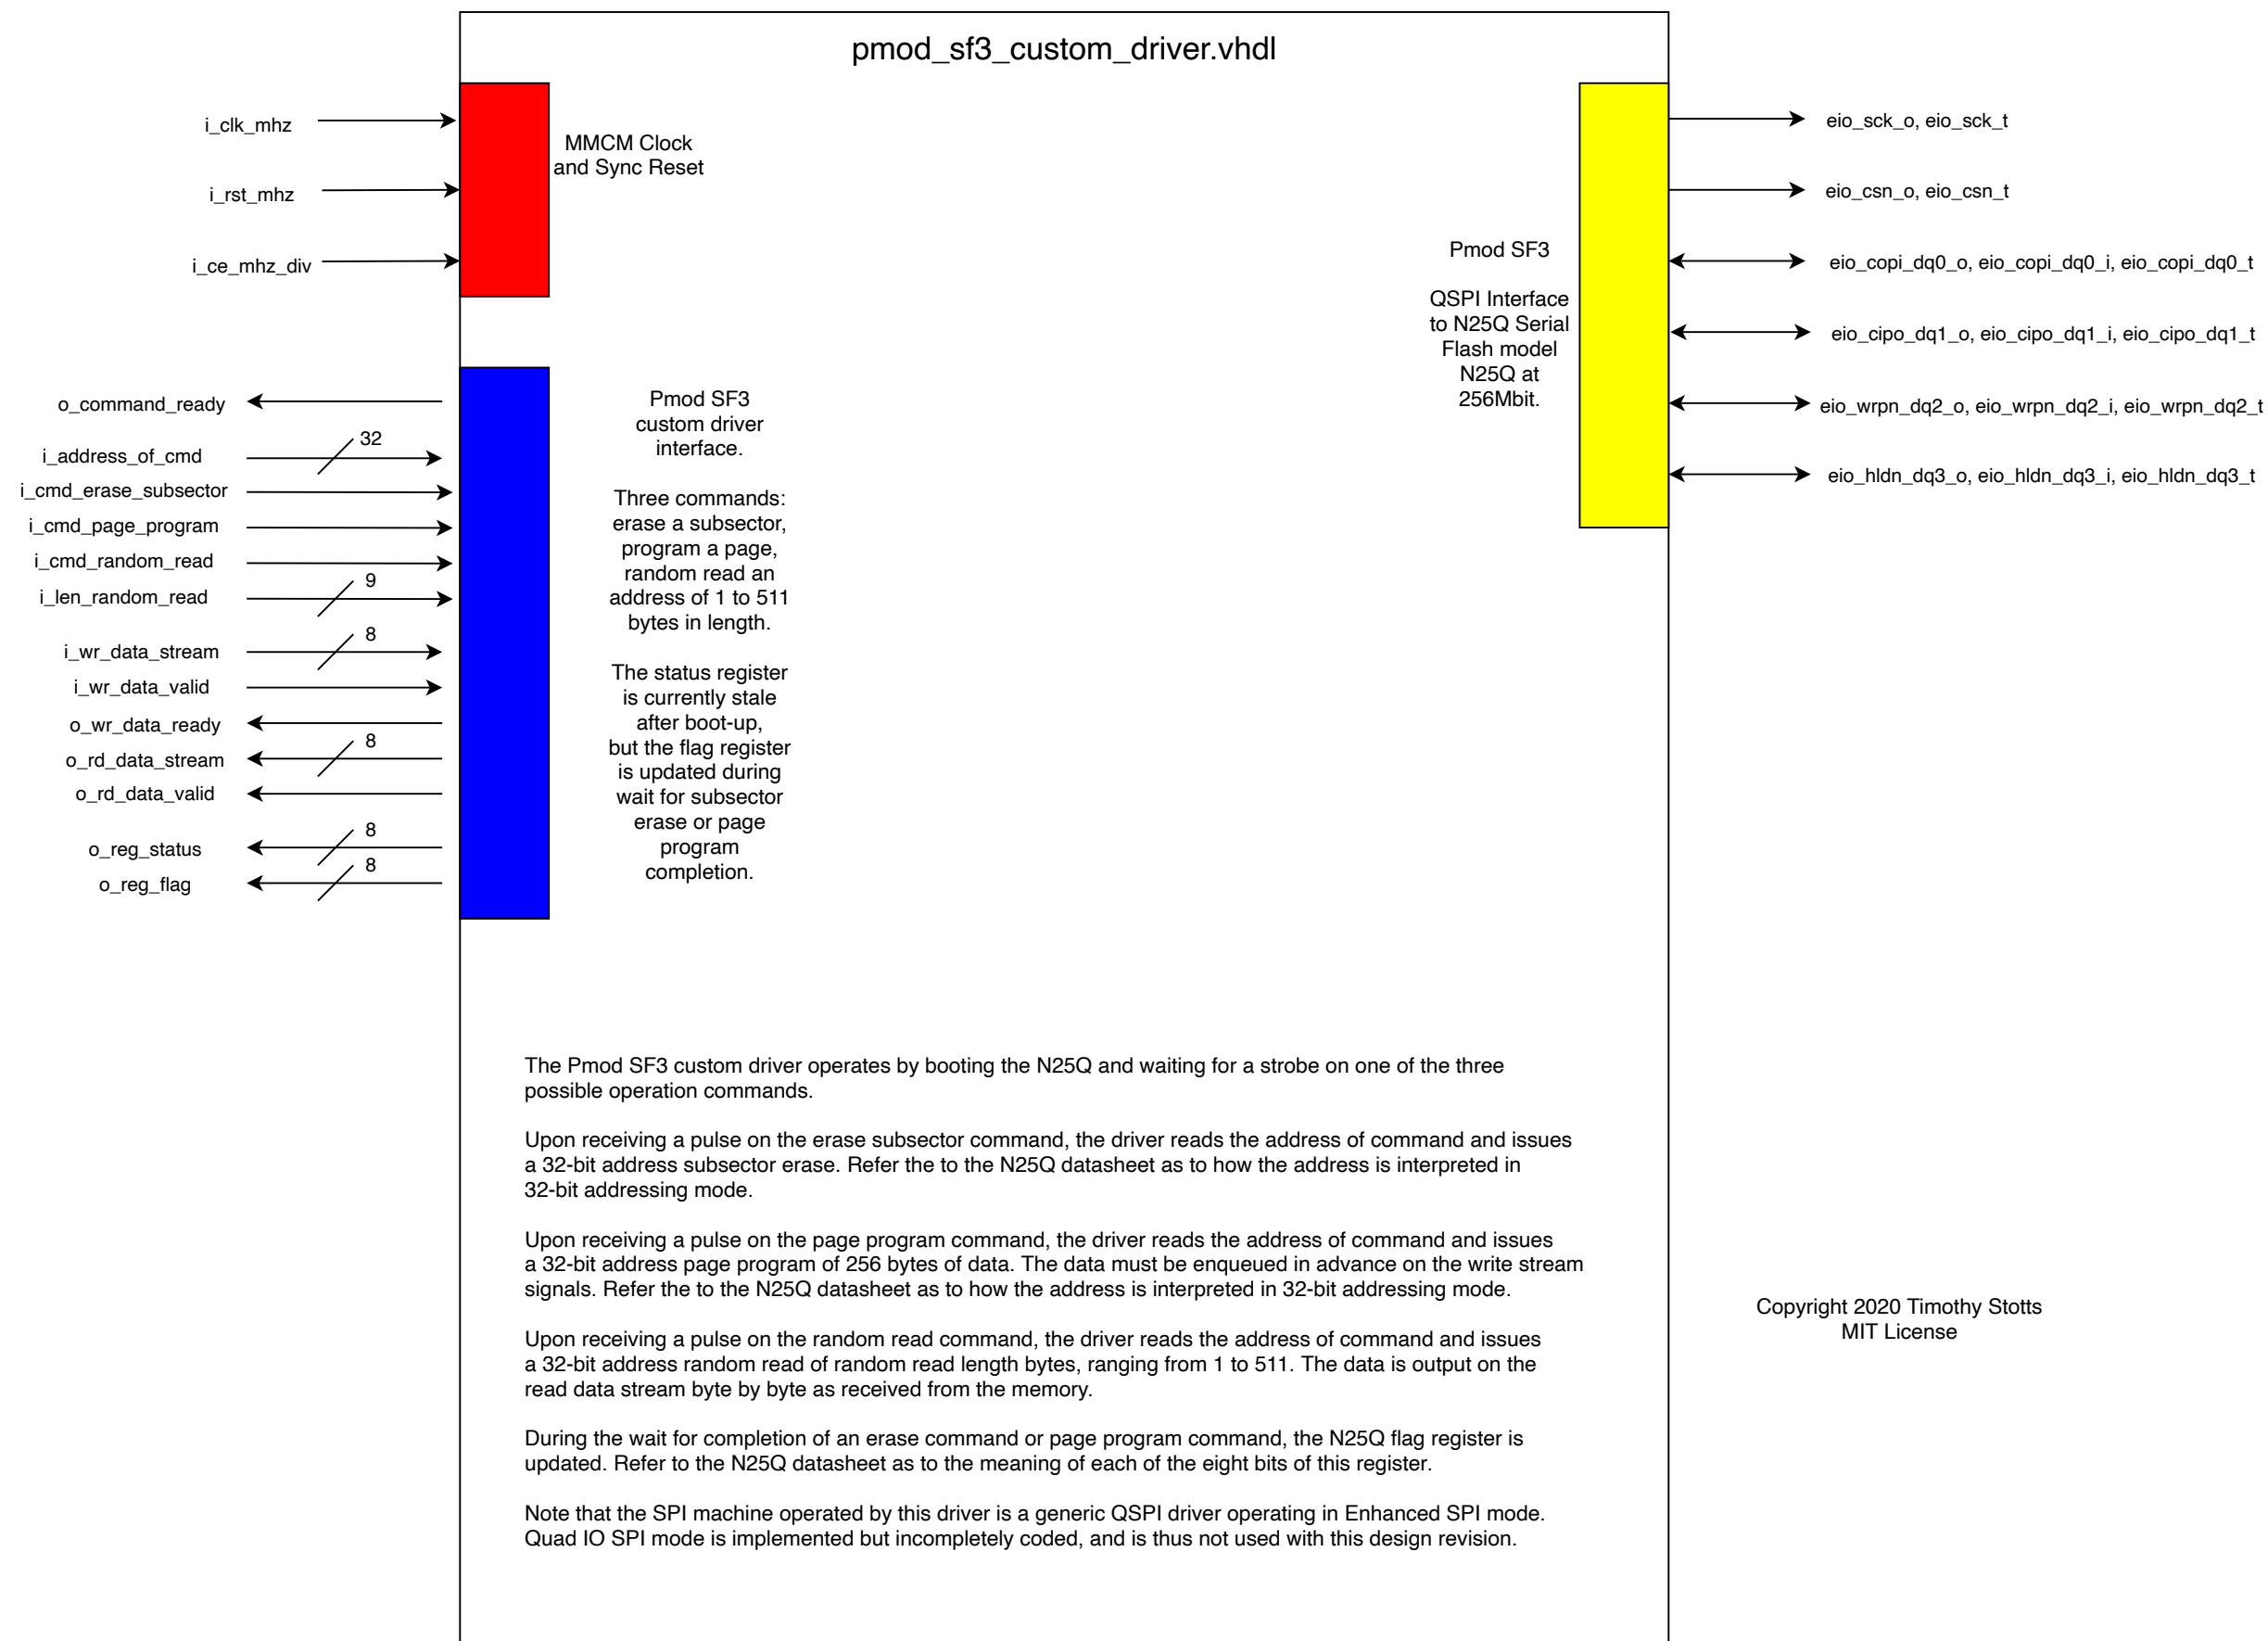 pmod_sf3_custom_driver.vhdl
i_clk_mhz
i_rst_mhz
i_ce_mhz_div
MMCM Clock
and Sync Reset
o_command_ready
i_address_of_cmd
32
i_cmd_erase_subsector
i_cmd_page_program
i_cmd_random_read
i_len_random_read
9
i_wr_data_stream
8
i_wr_data_valid
o_wr_data_ready
o_rd_data_stream
8
o_rd_data_valid
o_reg_status
8
o_reg_flag
8
Pmod SF3
custom driver
interface.
Three commands:
erase a subsector,
program a page,
random read an
address of 1 to 511
bytes in length.
The status register
is currently stale
after boot-up,
but the flag register
is updated during
wait for subsector
erase or page
program
completion.
Pmod SF3
QSPI Interface
to N25Q Serial
Flash model
N25Q at
256Mbit.
eio_sck_o, eio_sck_t
eio_csn_o, eio_csn_t
eio_copi_dq0_o, eio_copi_dq0_i, eio_copi_dq0_t
eio_cipo_dq1_o, eio_cipo_dq1_i, eio_cipo_dq1_t
eio_wrpn_dq2_o, eio_wrpn_dq2_i, eio_wrpn_dq2_t
eio_hldn_dq3_o, eio_hldn_dq3_i, eio_hldn_dq3_t
The Pmod SF3 custom driver operates by booting the N25Q and waiting for a strobe on one of the three
possible operation commands.
Upon receiving a pulse on the erase subsector command, the driver reads the address of command and issues
a 32-bit address subsector erase. Refer the to the N25Q datasheet as to how the address is interpreted in
32-bit addressing mode.
Upon receiving a pulse on the page program command, the driver reads the address of command and issues
a 32-bit address page program of 256 bytes of data. The data must be enqueued in advance on the write stream
signals. Refer the to the N25Q datasheet as to how the address is interpreted in 32-bit addressing mode.
Upon receiving a pulse on the random read command, the driver reads the address of command and issues
a 32-bit address random read of random read length bytes, ranging from 1 to 511. The data is output on the
read data stream byte by byte as received from the memory.
During the wait for completion of an erase command or page program command, the N25Q flag register is
updated. Refer to the N25Q datasheet as to the meaning of each of the eight bits of this register.
Note that the SPI machine operated by this driver is a generic QSPI driver operating in Enhanced SPI mode.
Quad IO SPI mode is implemented but incompletely coded, and is thus not used with this design revision.
Copyright 2020 Timothy Stotts
MIT License